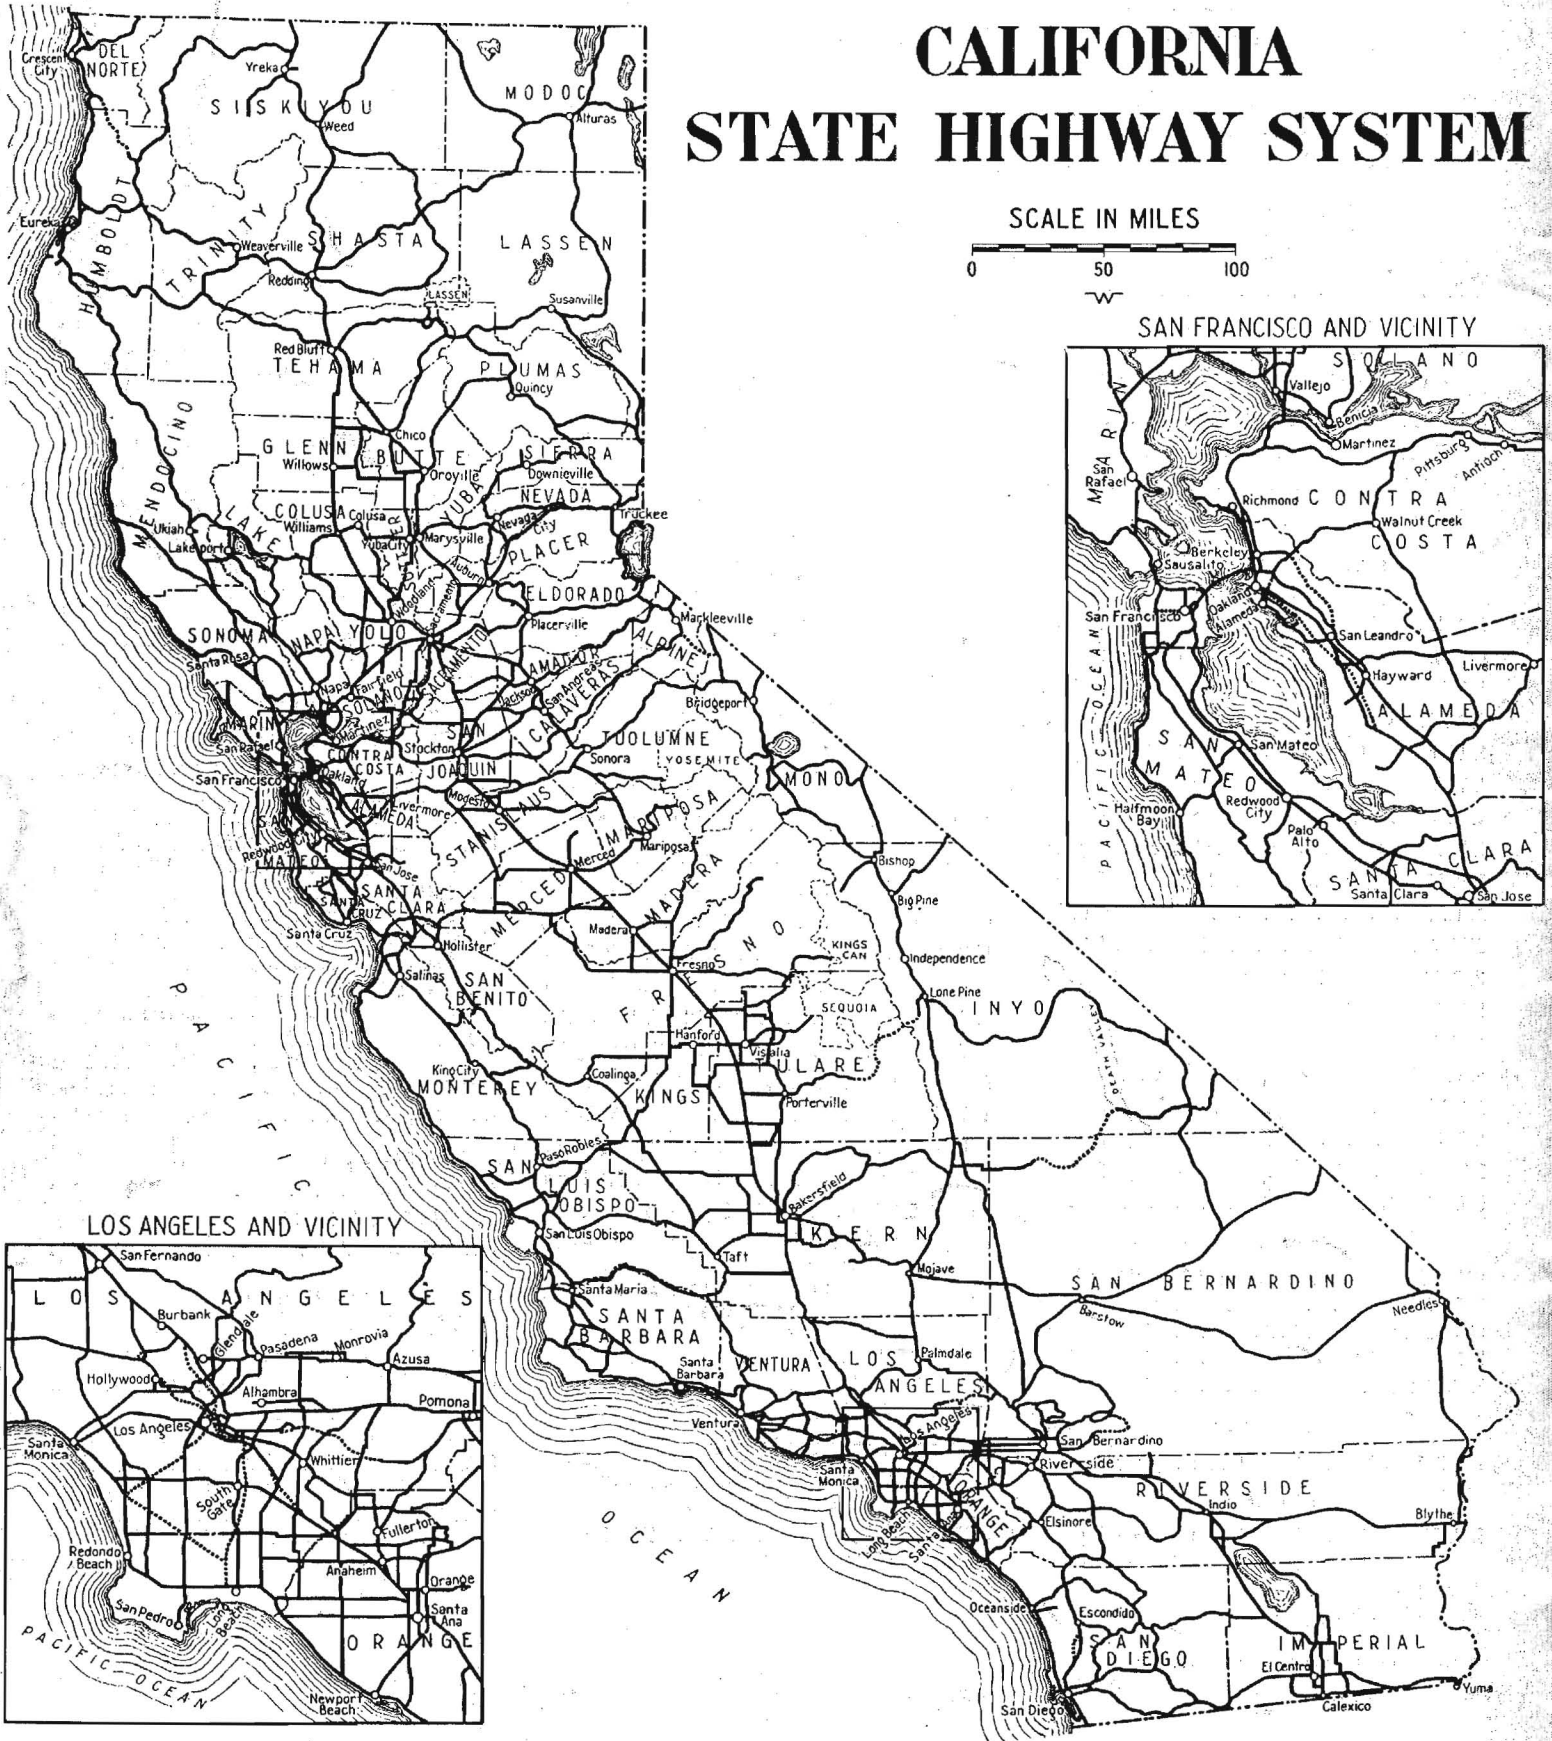 CALIFORNIA
STATE HIGHWAY SYSTEM
SCALE IN MILES
0 50 100
SAN FRANCISCO AND VICINITY
SOLANO
Vallejo
Benicia
MARIN
Martinez
Pittsburg
Antioch
San
Rafael
Richmond
CONTRA
Walnut Creek
COSTA
Berkeley
Sausalito
Oakland
Alameda
San Francisco
San Leandro
Livermore
Hayward
ALAMEDA
PACIFIC OCEAN
SAN
San Mateo
MATEO
Redwood
City
Halfmoon
Bay
Palo
Alto
SANTA CLARA
Santa Clara
San Jose
Crescent
City
DEL
NORTE
Yreka
SISKIYOU
MODOC
Weed
Alturas
Eureka
HUMBOLDT
TRINITY
Weaverville
SHASTA
LASSEN
Redding
LASSEN
Susanville
Red Bluff
TEHAMA
PLUMAS
Quincy
MENDOCINO
Chico
GLENN
BUTTE
SIERRA
Willows
Oroville
Downieville
YUBA
NEVADA
COLUSA
Colusa
Nevada
City
Truckee
Ukiah
LAKE
Williams
Lakeport
SUTTER
Yuba City
Marysville
PLACER
Auburn
Woodland
Sacramento
ELDORADO
Placerville
Markleeville
SONOMA
NAPA
YOLO
ALPINE
Santa Rosa
SACRAMENTO
AMADOR
Napa
Fairfield
Jackson
San Andreas
SOLANO
CALAVERAS
Bridgeport
MARIN
Martinez
SAN
JOAQUIN
TUOLUMNE
San Rafael
CONTRA
COSTA
Stockton
Sonora
YOSEMITE
San Francisco
Oakland
MONO
ALAMEDA
Livermore
Modesto
STANISLAUS
MARIPOSA
SAN
MATEO
Redwood City
Mariposa
Merced
Bishop
San Jose
MERCED
MADERA
Big Pine
SANTA
CLARA
SANTA
CRUZ
Santa Cruz
Madera
Hollister
KINGS
CAN
Independence
Salinas
SAN
BENITO
Fresno
FRESNO
Lone Pine
INYO
SEQUOIA
DEATH VALLEY
Hanford
Visalia
TULARE
King City
MONTEREY
Coalinga
KINGS
Porterville
PACIFIC
OCEAN
Paso Robles
SAN
LUIS
OBISPO
Bakersfield
San Luis Obispo
KERN
Taft
Mojave
Santa Maria
SAN BERNARDINO
SANTA
BARBARA
Barstow
Needles
Santa
Barbara
VENTURA
LOS
ANGELES
Palmdale
Ventura
Los Angeles
San Bernardino
Santa
Monica
Riverside
RIVERSIDE
ORANGE
Indio
Elsinore
Blythe
Long Beach
Santa Ana
Oceanside
Escondido
SAN
DIEGO
IMPERIAL
El Centro
San Diego
Calexico
Yuma
LOS ANGELES AND VICINITY
San Fernando
LOS ANGELES
Burbank
Glendale
Pasadena
Monrovia
Azusa
Hollywood
Alhambra
Pomona
Los Angeles
Santa
Monica
Whittier
South
Gate
Fullerton
Redondo
Beach
Anaheim
Orange
San Pedro
Long
Beach
Santa
Ana
ORANGE
PACIFIC OCEAN
Newport
Beach